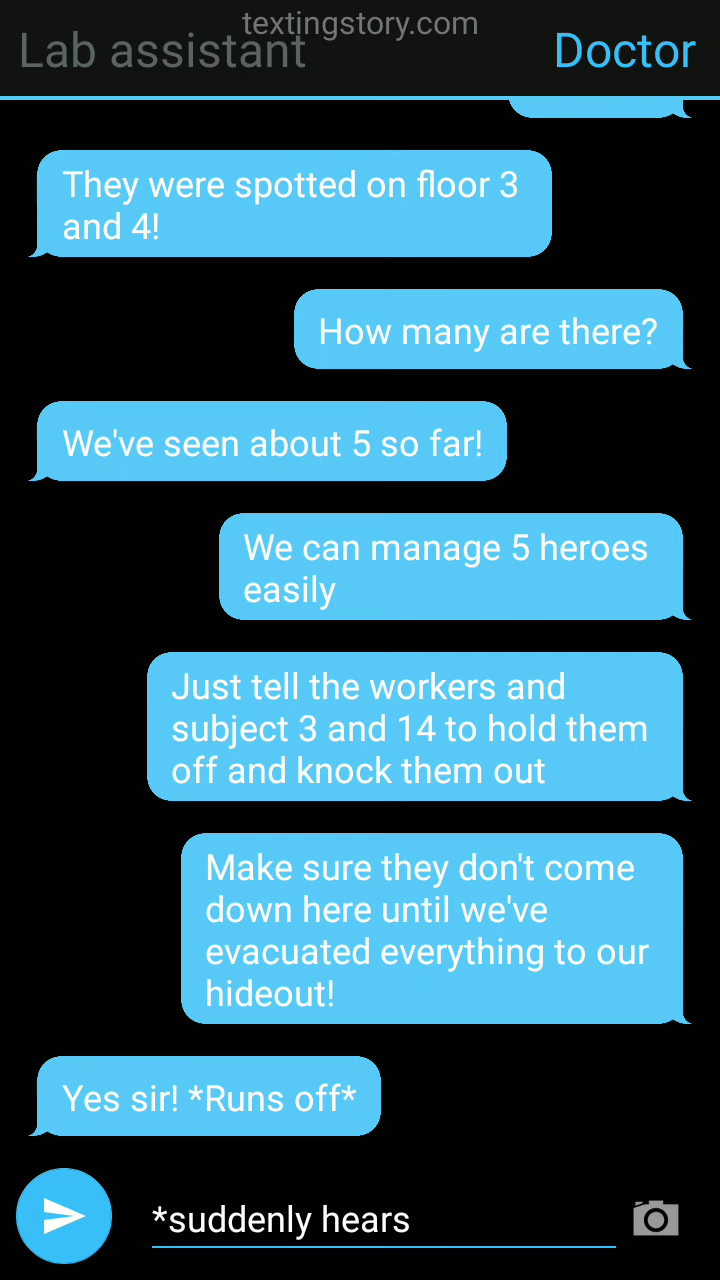 textingstory.com
Lab assistant
Doctor
They were spotted on floor 3
and 4!
How many are there?
We've seen about 5 so far!
We can manage 5 heroes
easily
Just tell the workers and
subject 3 and 14 to hold them
off and knock them out
Make sure they don't come
down here until we've
evacuated everything to our
hideout!
Yes sir! *Runs off*
*suddenly hears